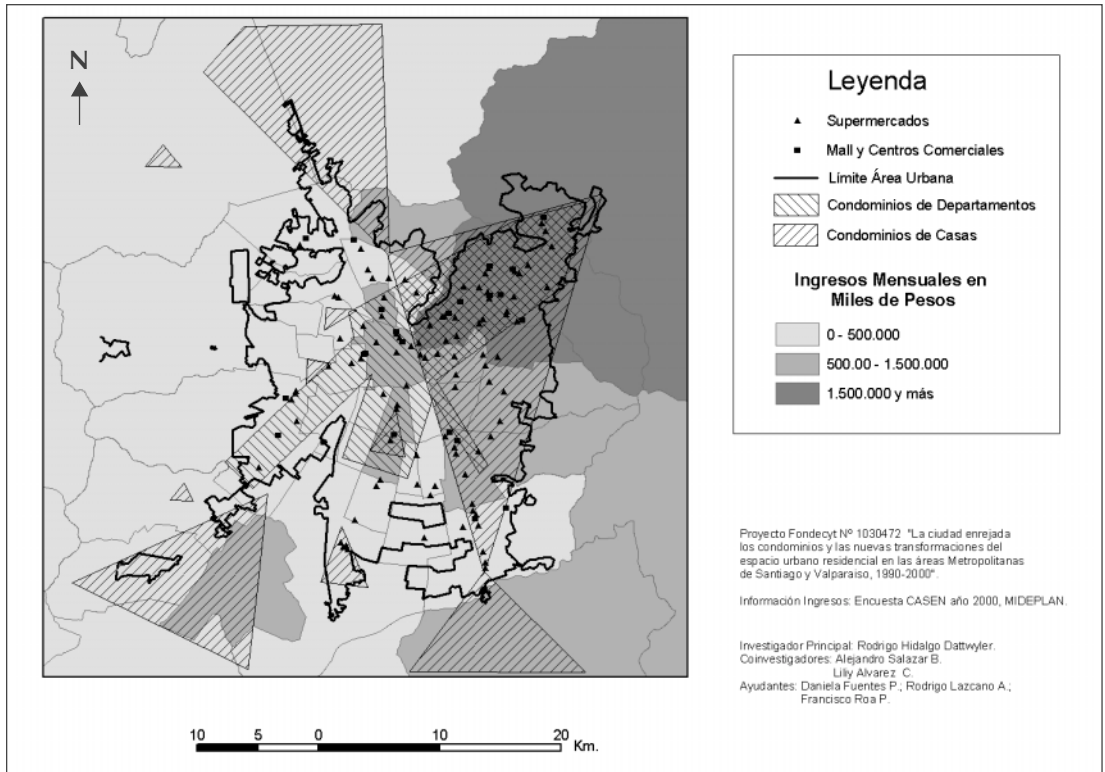 N
Leyenda
Supermercados
Mall y Centros Comerciales
Límite Área Urbana
Condominios de Departamentos
Condominios de Casas
Ingresos Mensuales en
Miles de Pesos
0 - 500.000
500.00 - 1.500.000
1.500.000 y más
Proyecto Fondecyt Nº 1030472 "La ciudad enrejada
los condominios y las nuevas transformaciones del
espacio urbano residencial en las áreas Metropolitanas
de Santiago y Valparaiso, 1990-2000".
Información Ingresos: Encuesta CASEN año 2000, MIDEPLAN.
Investigador Principal: Rodrigo Hidalgo Dattwyler.
Coinvestigadores: Alejandro Salazar B.
Liliy Alvarez C.
Ayudantes: Daniela Fuentes P.; Rodrigo Lazcano A.;
Francisco Roa P.
10 5 0 10 20 Km.